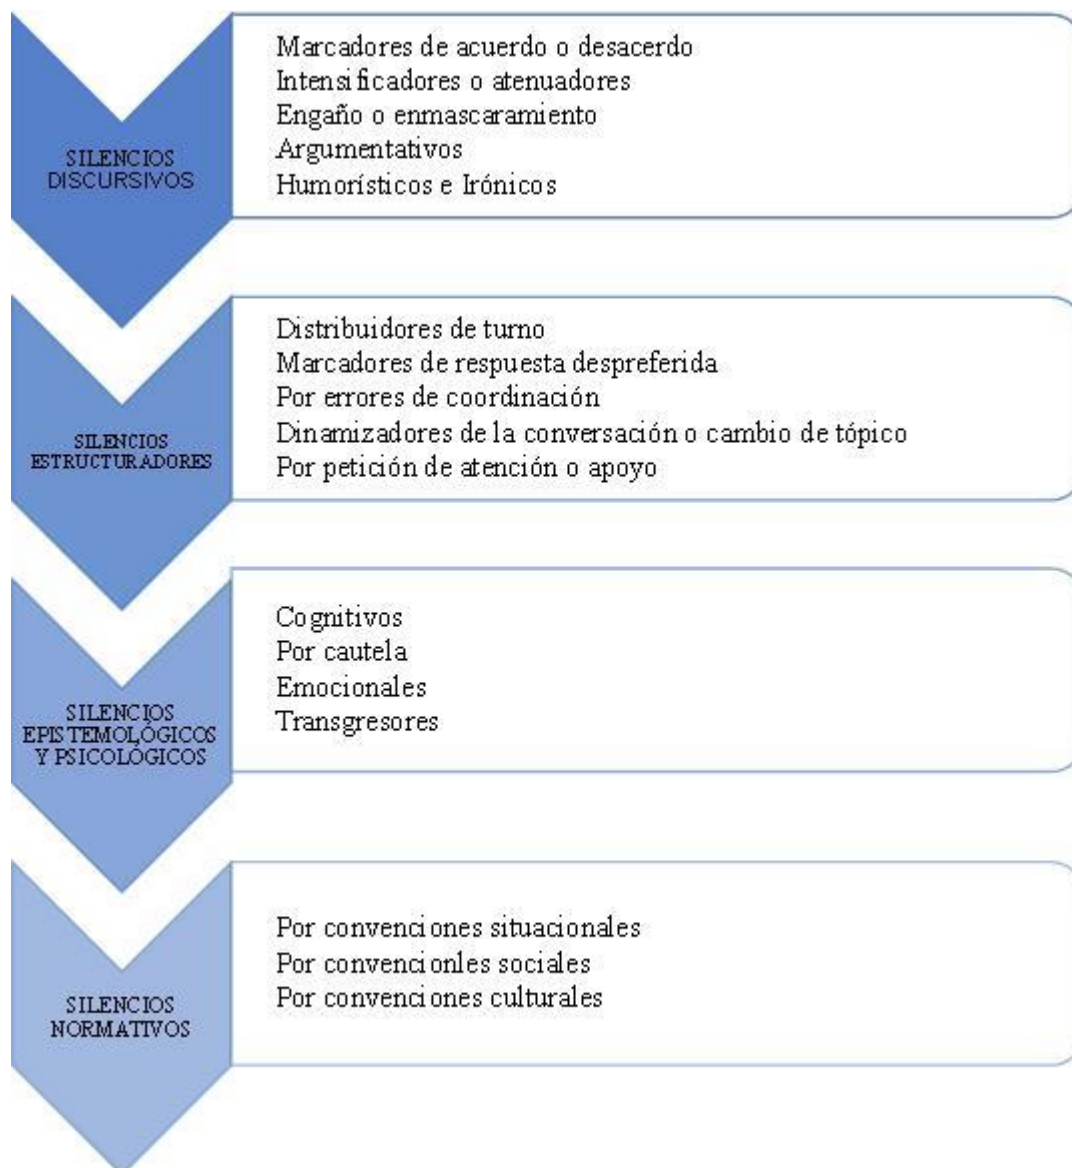 SILENCIOS
DISCURSIVOS
Marcadores de acuerdo o desacerdo
Intensificadores o atenuadores
Engaño o enmascaramiento
Argumentativos
Humorísticos e Irónicos
SILENCIOS
ESTRUCTURADORES
Distribuidores de turno
Marcadores de respuesta despreferida
Por errores de coordinación
Dinamizadores de la conversación o cambio de tópico
Por petición de atención o apoyo
SILENCIOS
EPISTEMOLÓGICOS
Y PSICOLÓGICOS
Cognitivos
Por cautela
Emocionales
Transgresores
SILENCIOS
NORMATIVOS
Por convenciones situacionales
Por convencionles sociales
Por convenciones culturales